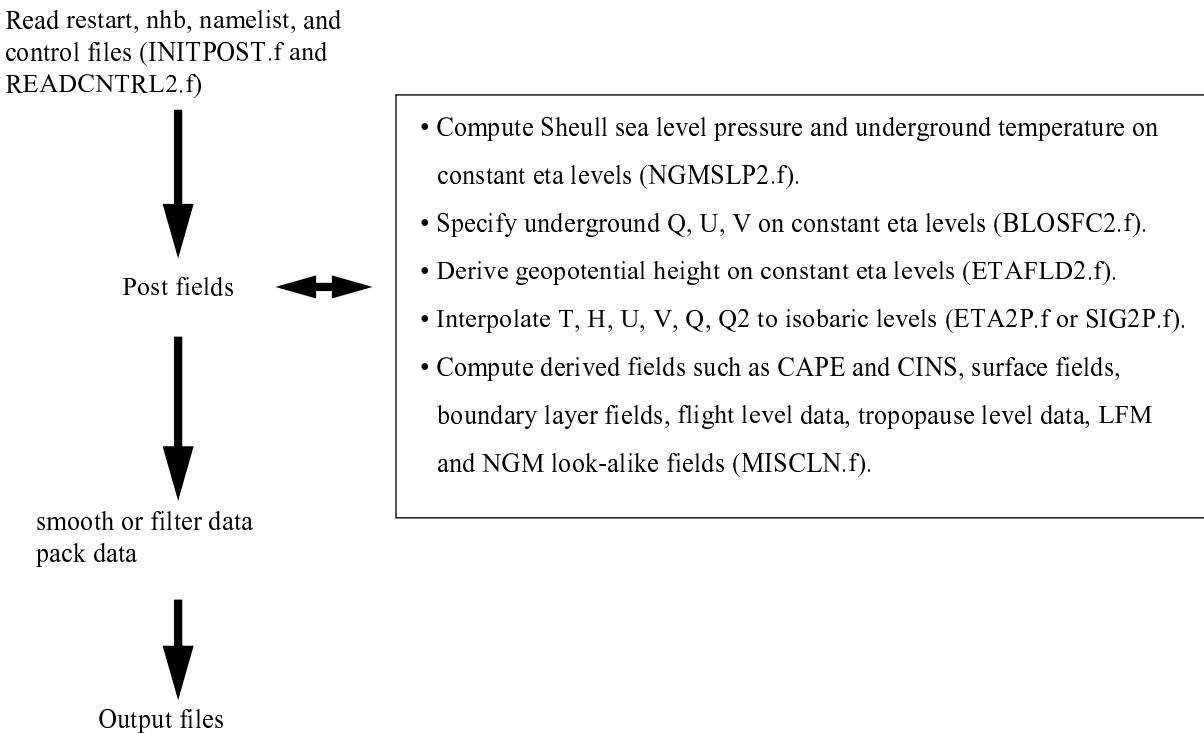 Read restart, nhb, namelist, and
control files (INITPOST.f and
READCNTRL2.f)
• Compute Sheull sea level pressure and underground temperature on
constant eta levels (NGMSLP2.f).
• Specify underground Q, U, V on constant eta levels (BLOSFC2.f).
• Derive geopotential height on constant eta levels (ETAFLD2.f).
• Interpolate T, H, U, V, Q, Q2 to isobaric levels (ETA2P.f or SIG2P.f).
• Compute derived fields such as CAPE and CINS, surface fields,
boundary layer fields, flight level data, tropopause level data, LFM
and NGM look-alike fields (MISCLN.f).
Post fields
smooth or filter data
pack data
Output files